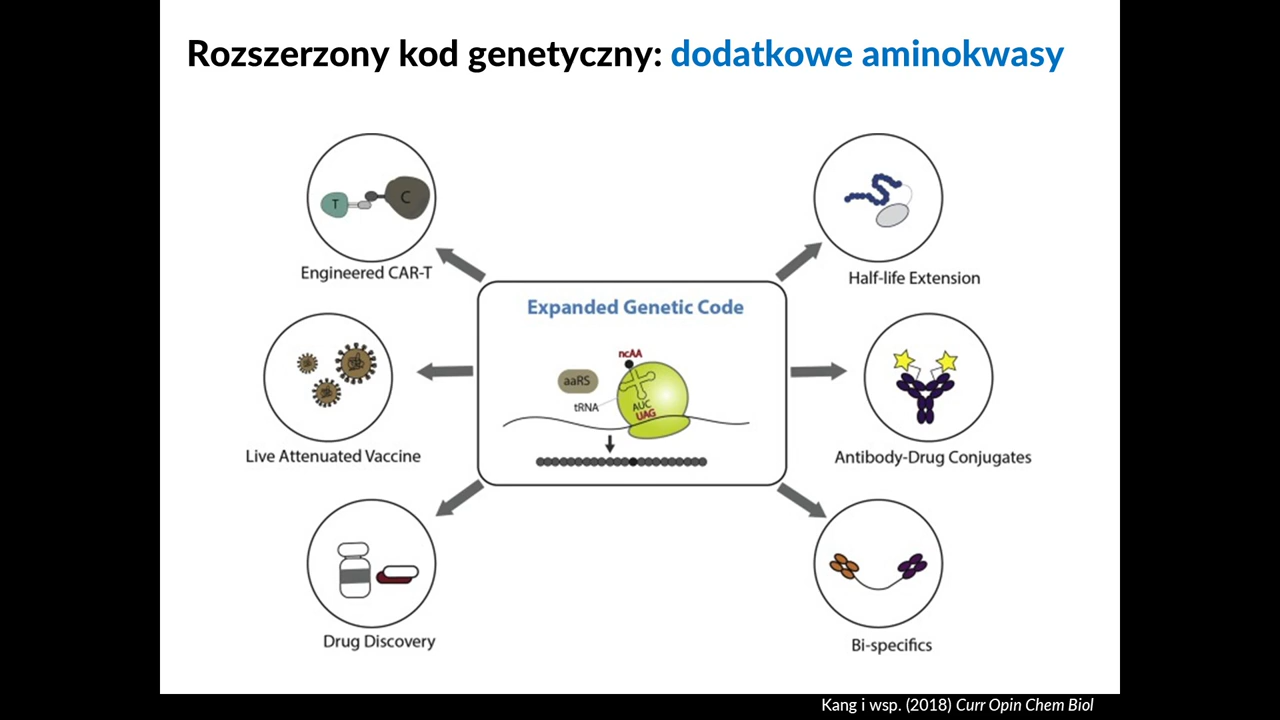 Rozszerzony kod genetyczny: dodatkowe aminokwasy
T
C
Engineered CAR-T
Half-life Extension
Expanded Genetic Code
ncAA
aaRS
tRNA
AUC
UAG
Live Attenuated Vaccine
Antibody-Drug Conjugates
Drug Discovery
Bi-specifics
Kang i wsp. (2018) Curr Opin Chem Biol